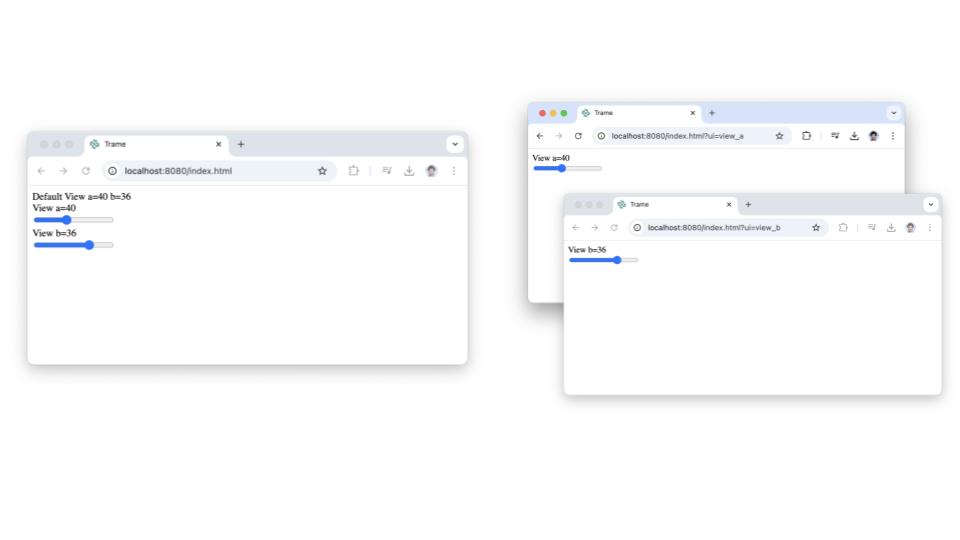 Trame
localhost:8080/index.html
Default View a=40 b=36
View a=40
View b=36
Trame
localhost:8080/index.html?ui=view_a
View a=40
Trame
localhost:8080/index.html?ui=view_b
View b=36